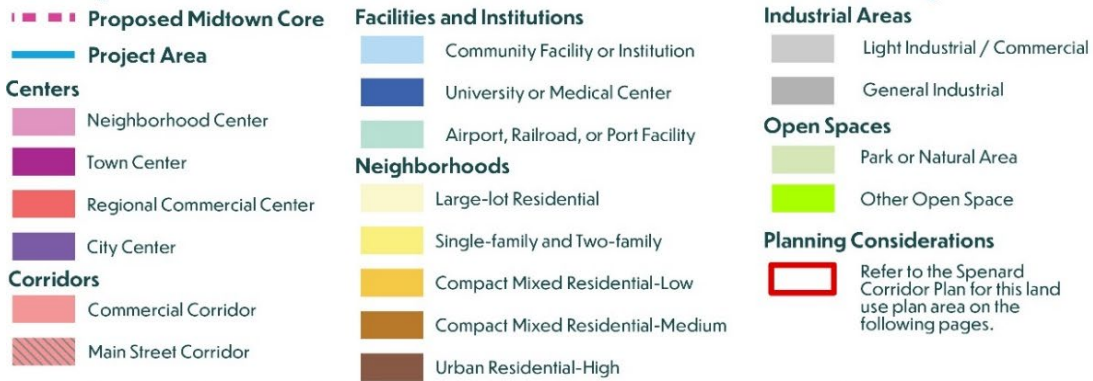 Proposed Midtown Core
Project Area
Centers
Neighborhood Center
Town Center
Regional Commercial Center
City Center
Corridors
Commercial Corridor
Main Street Corridor
Facilities and Institutions
Community Facility or Institution
University or Medical Center
Airport, Railroad, or Port Facility
Neighborhoods
Large-lot Residential
Single-family and Two-family
Compact Mixed Residential-Low
Compact Mixed Residential-Medium
Urban Residential-High
Industrial Areas
Light Industrial / Commercial
General Industrial
Open Spaces
Park or Natural Area
Other Open Space
Planning Considerations
Refer to the Spenard
Corridor Plan for this land
use plan area on the
following pages.